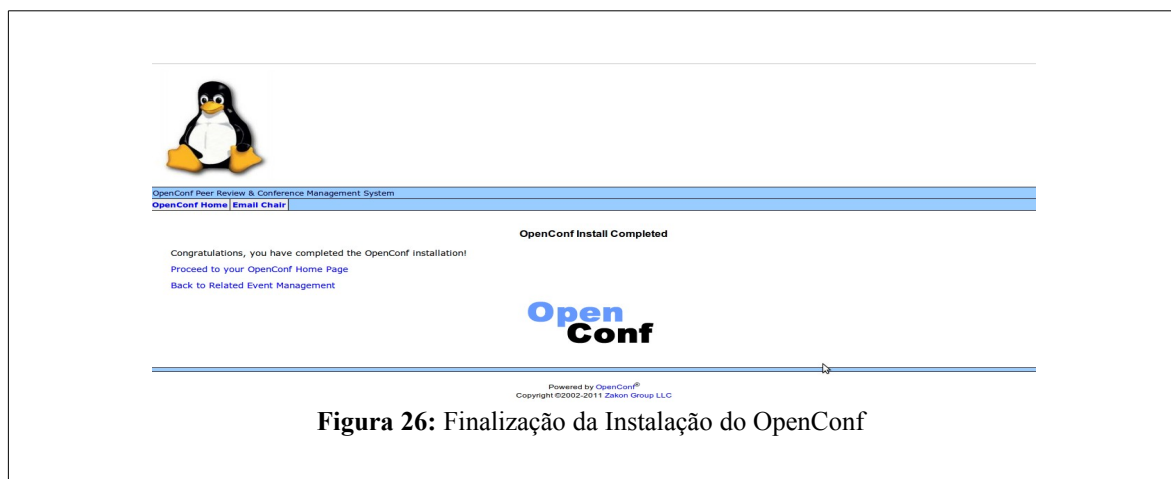 OpenConf Peer Review & Conference Management System
OpenConf Home Email Chair
OpenConf Install Completed
Congratulations, you have completed the OpenConf installation!
Proceed to your OpenConf Home Page
Back to Related Event Management
Open
Conf
Powered by OpenConf®
Copyright ©2002-2011 Zakon Group LLC
Figura 26: Finalização da Instalação do OpenConf